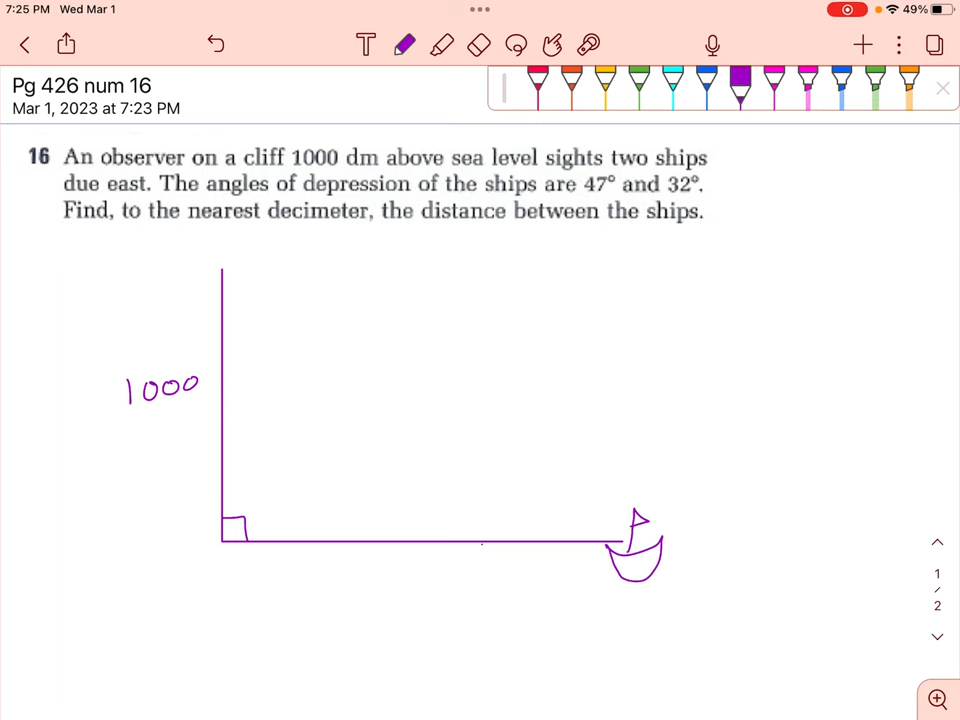 7:25 PM Wed Mar 1
49%
T
Pg 426 num 16
Mar 1, 2023 at 7:23 PM
16 An observer on a cliff 1000 dm above sea level sights two ships
due east. The angles of depression of the ships are 47° and 32°.
Find, to the nearest decimeter, the distance between the ships.
1000
1
/
2